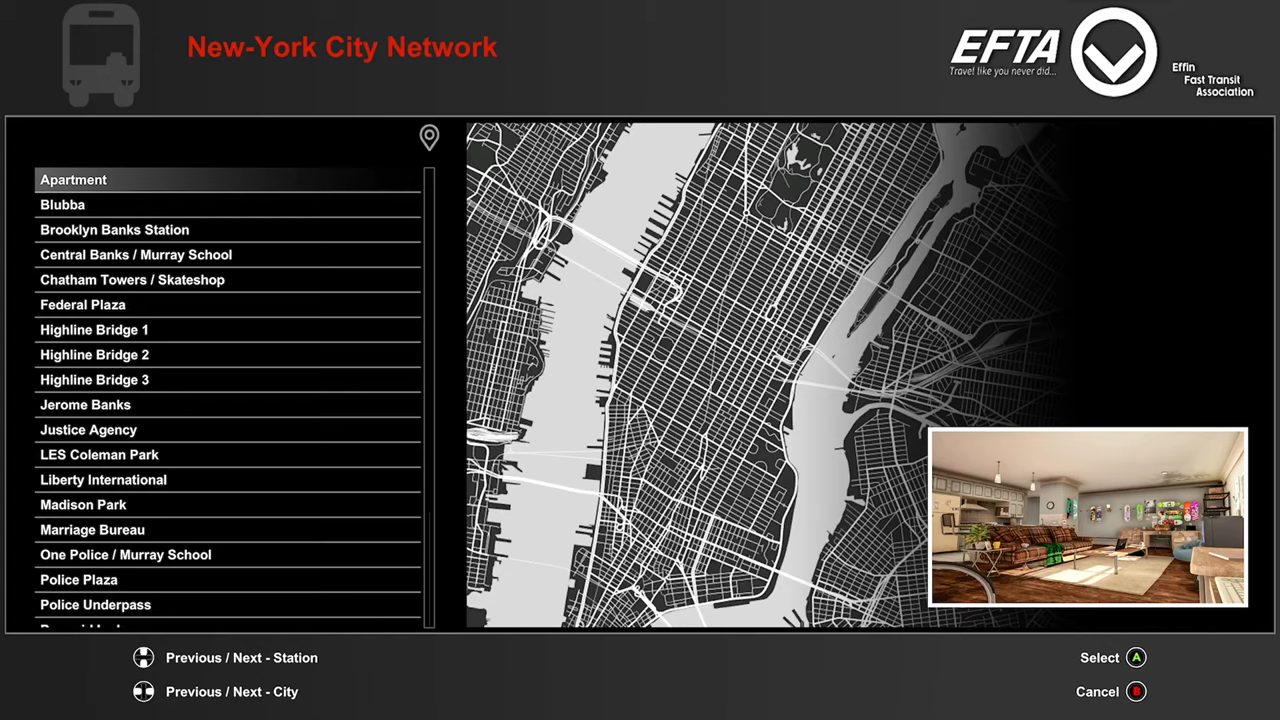 New-York City Network
EFTA
Travel like you never did...
Effin
Fast Transit
Association
Apartment
Blubba
Brooklyn Banks Station
Central Banks / Murray School
Chatham Towers / Skateshop
Federal Plaza
Highline Bridge 1
Highline Bridge 2
Highline Bridge 3
Jerome Banks
Justice Agency
LES Coleman Park
Liberty International
Madison Park
Marriage Bureau
One Police / Murray School
Police Plaza
Police Underpass
Previous / Next - Station
Select A
Previous / Next - City
Cancel B